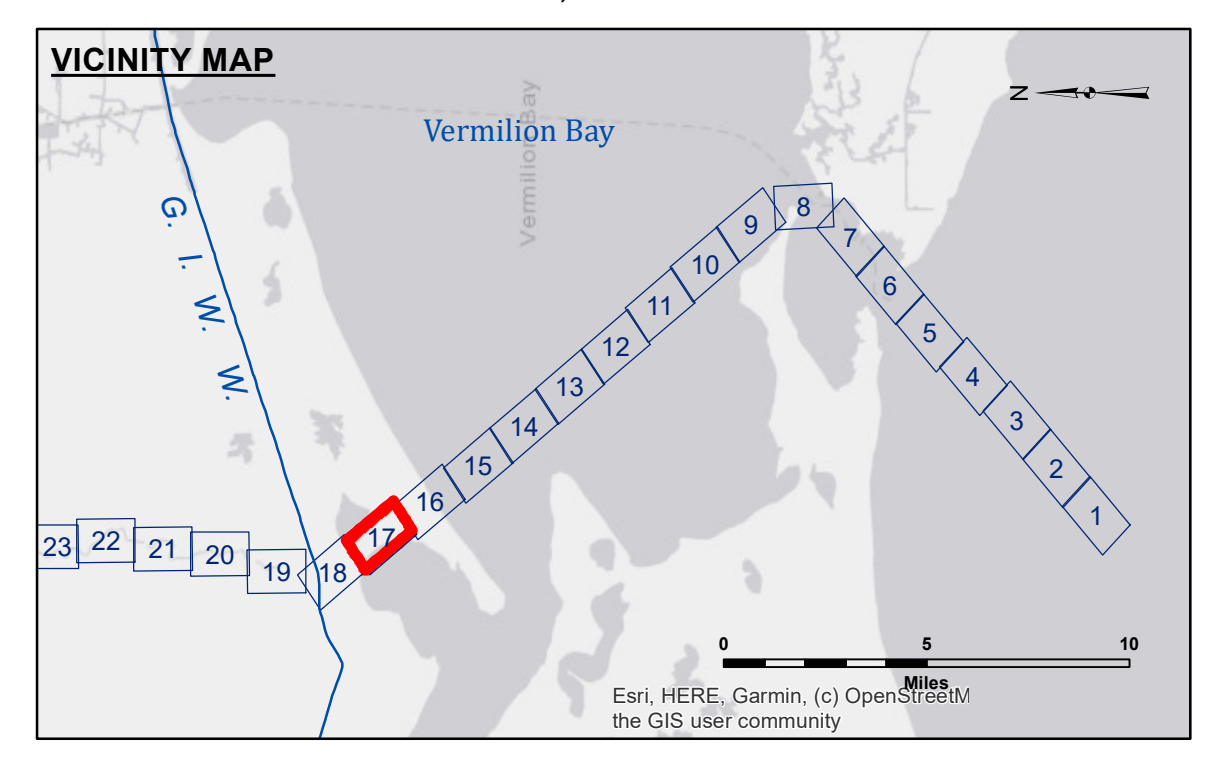 VICINITY MAP
N
Vermilion Bay
Vermilion Bay
G. I. W. W.
8
9
7
10
6
11
5
12
4
13
3
14
2
15
1
16
17
18
19
20
21
22
23
0 5 10
Miles
Esri, HERE, Garmin, (c) OpenStreetM
the GIS user community